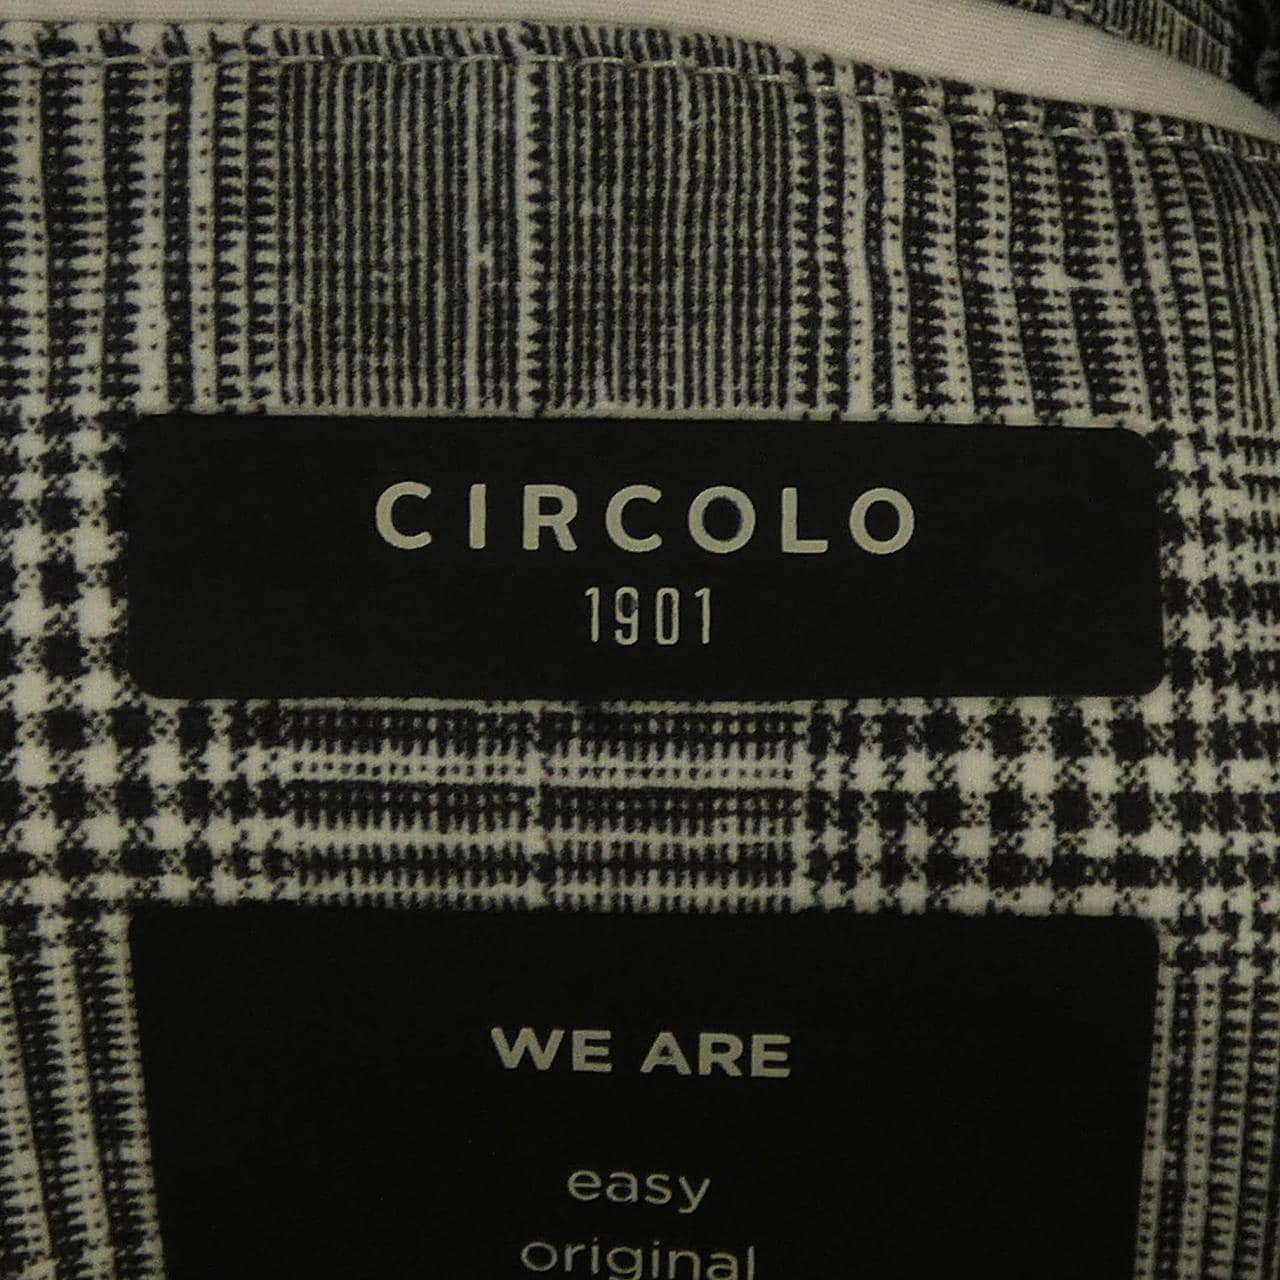 CIRCOLO
1901
WE ARE
easy
original